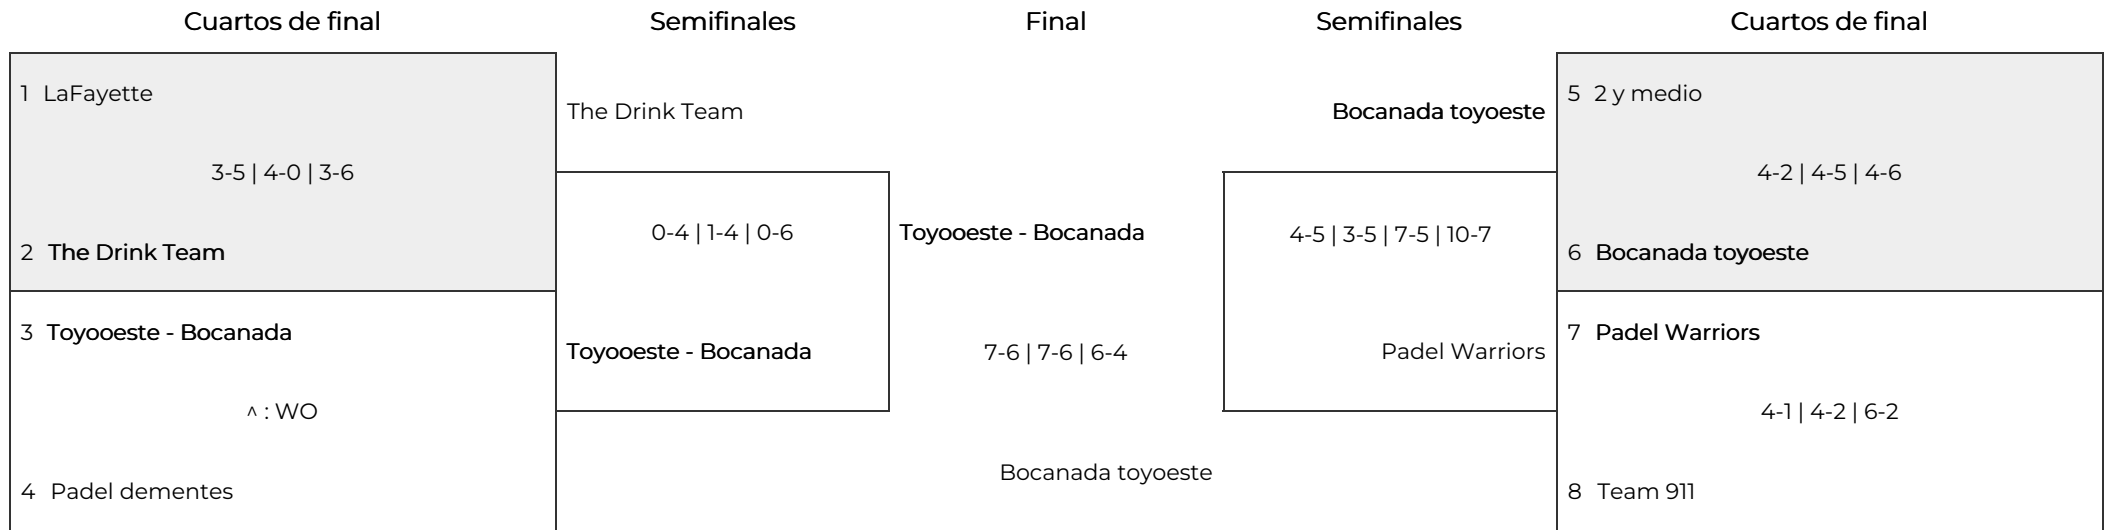 Cuartos de final
Semifinales
Final
Semifinales
Cuartos de final
1 LaFayette
3-5 | 4-0 | 3-6
2 The Drink Team
3 Toyooeste - Bocanada
^ : WO
4 Padel dementes
The Drink Team
0-4 | 1-4 | 0-6
Toyooeste - Bocanada
Toyooeste - Bocanada
7-6 | 7-6 | 6-4
Bocanada toyoeste
Bocanada toyoeste
4-5 | 3-5 | 7-5 | 10-7
Padel Warriors
5 2 y medio
4-2 | 4-5 | 4-6
6 Bocanada toyoeste
7 Padel Warriors
4-1 | 4-2 | 6-2
8 Team 911